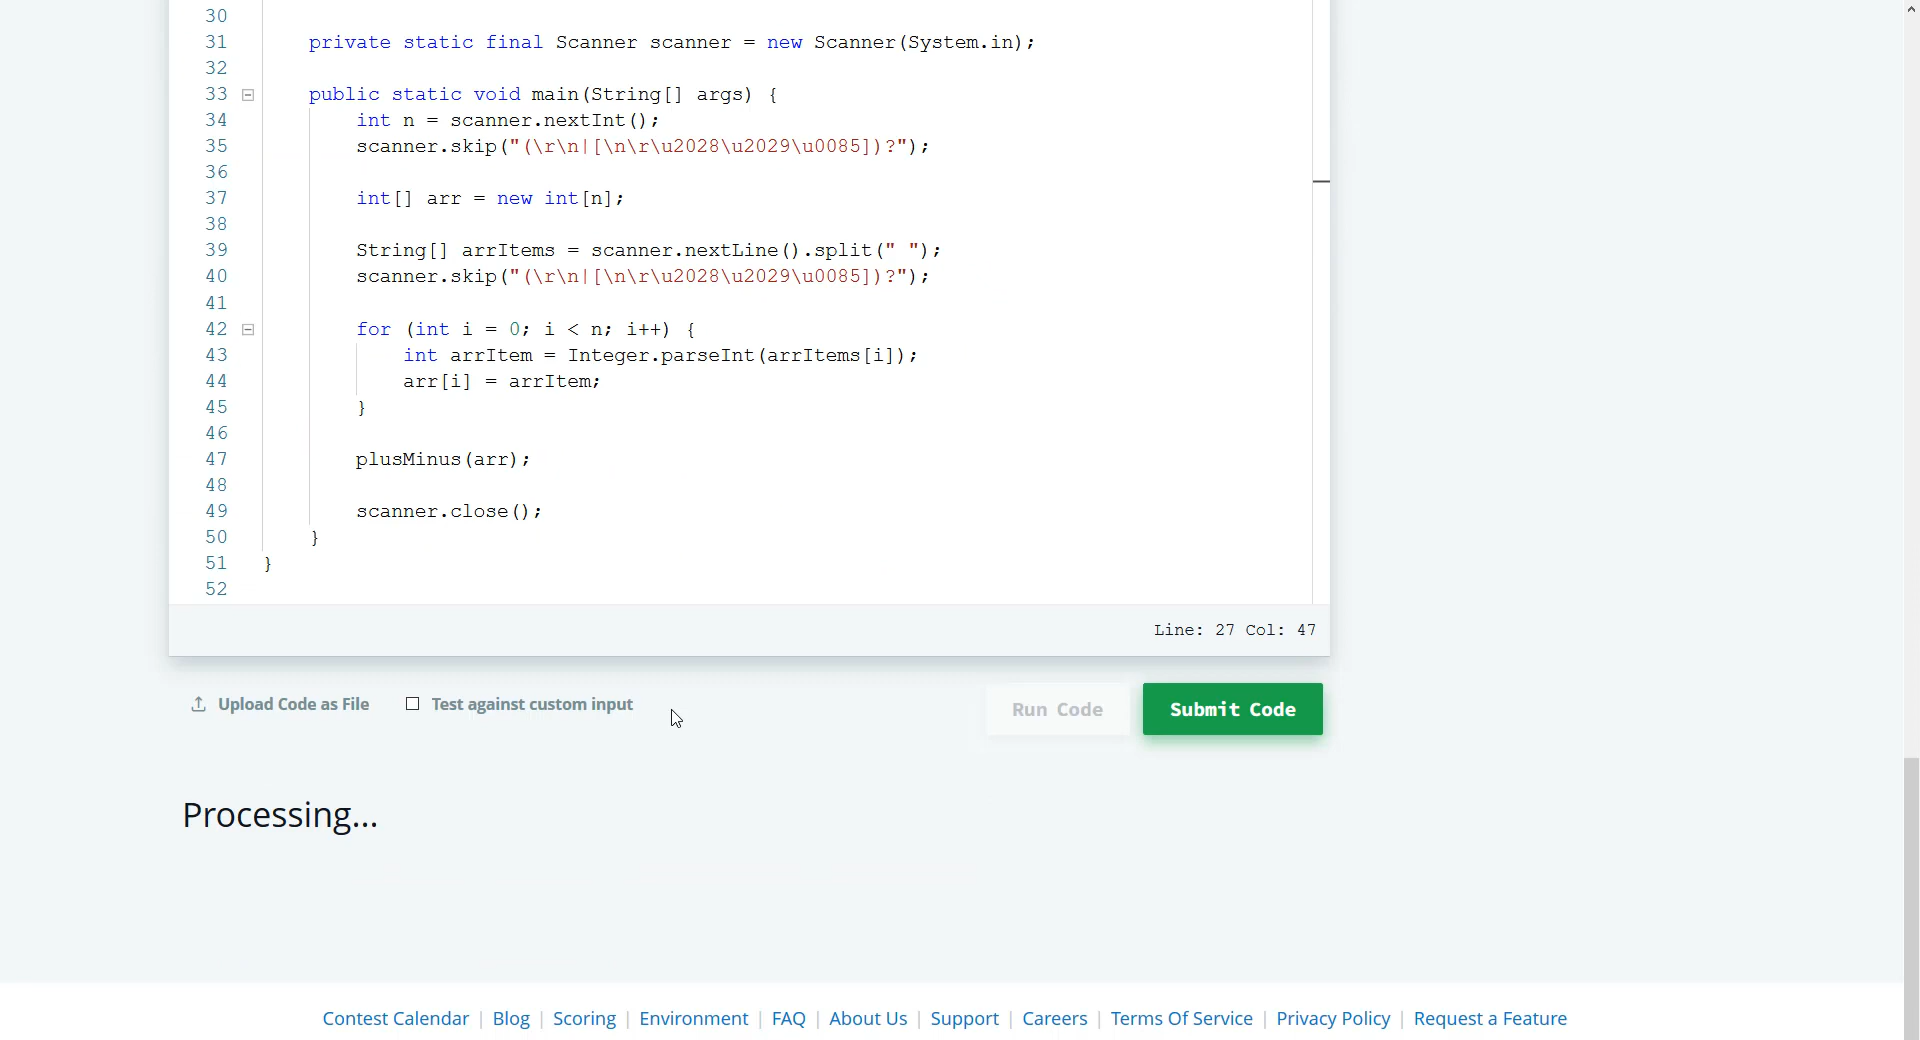 30
31 private static final Scanner scanner = new Scanner(System.in);
32
33 public static void main(String[] args) {
34 int n = scanner.nextInt();
35 scanner.skip("(\r\n|[\n\r\u2028\u2029\u0085])?");
36
37 int[] arr = new int[n];
38
39 String[] arrItems = scanner.nextLine().split(" ");
40 scanner.skip("(\r\n|[\n\r\u2028\u2029\u0085])?");
41
42 for (int i = 0; i < n; i++) {
43 int arrItem = Integer.parseInt(arrItems[i]);
44 arr[i] = arrItem;
45 }
46
47 plusMinus(arr);
48
49 scanner.close();
50 }
51 }
52
Line: 27 Col: 47
Upload Code as File Test against custom input Run Code Submit Code
Processing...
Contest Calendar | Blog | Scoring | Environment | FAQ | About Us | Support | Careers | Terms Of Service | Privacy Policy | Request a Feature